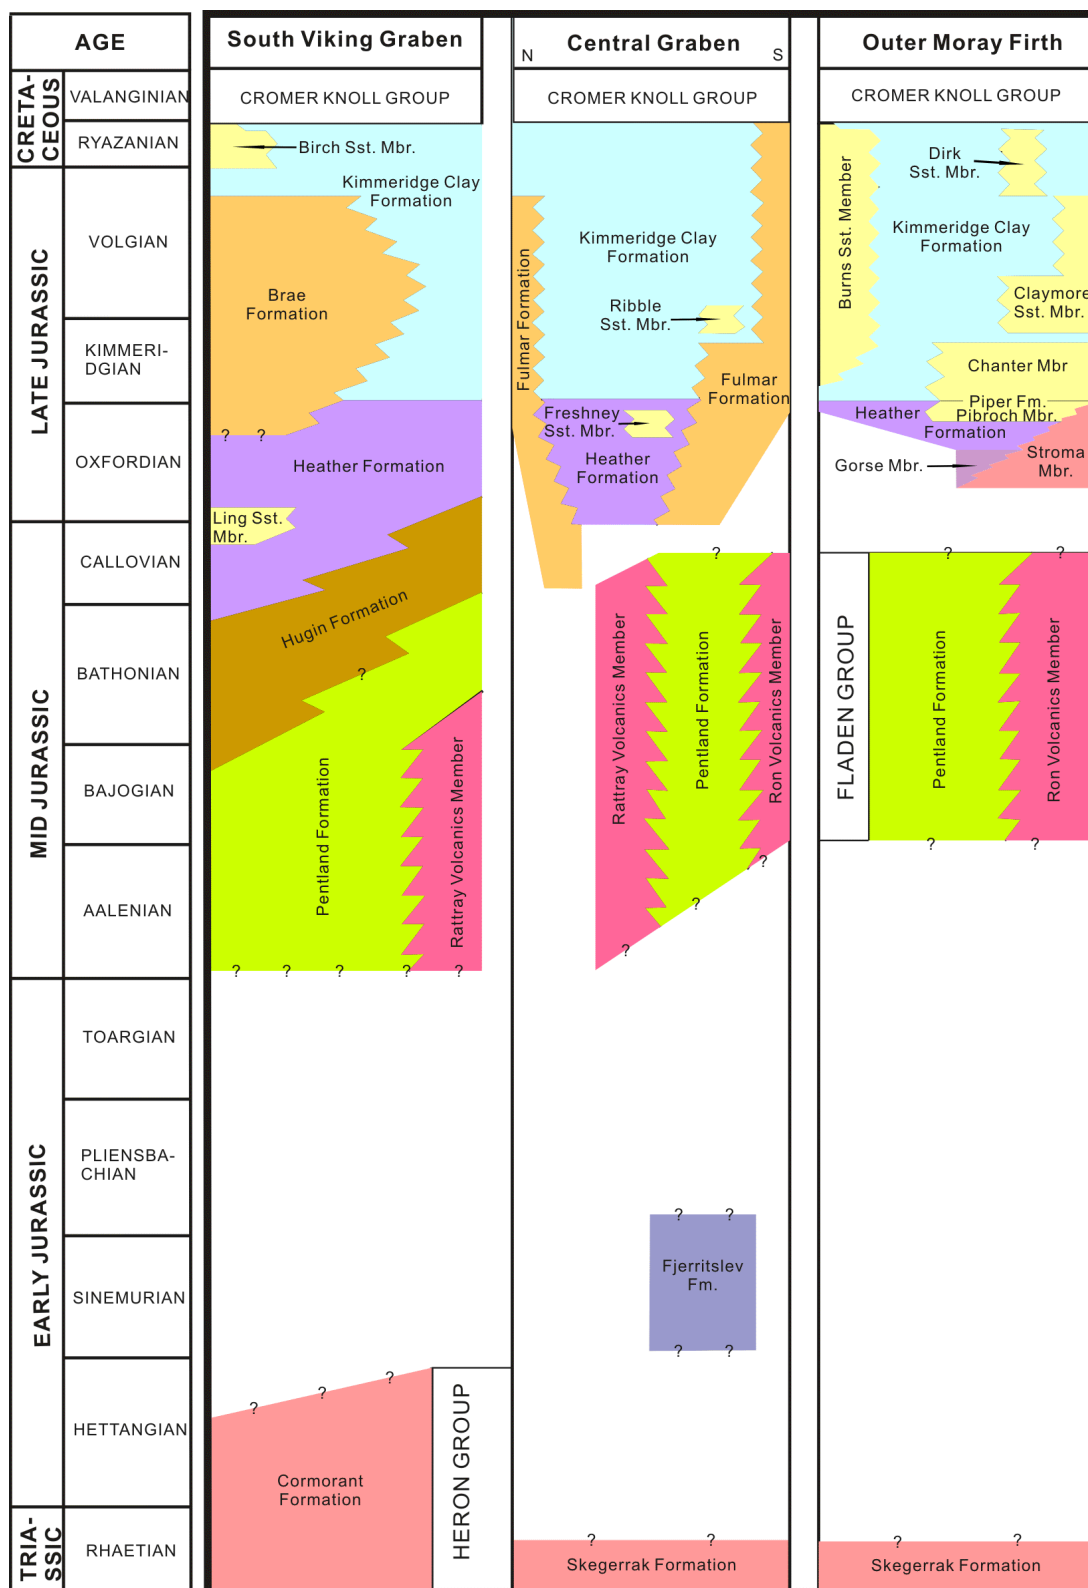 AGE
South Viking Graben
Central Graben
N
S
Outer Moray Firth
CRETA-
CEOUS
VALANGINIAN
CROMER KNOLL GROUP
CROMER KNOLL GROUP
CROMER KNOLL GROUP
RYAZANIAN
Birch Sst. Mbr.
Dirk
Sst. Mbr.
Kimmeridge Clay
Formation
Burns Sst. Member
LATE JURASSIC
VOLGIAN
Kimmeridge Clay
Formation
Kimmeridge Clay
Formation
Brae
Formation
Fulmar Formation
Ribble
Sst. Mbr.
Claymore
Sst. Mbr.
KIMMERI-
DGIAN
Chanter Mbr
Fulmar
Formation
Piper Fm.
Pibroch Mbr.
Heather
Formation
Freshney
Sst. Mbr.
? ?
OXFORDIAN
Heather Formation
Heather
Formation
Gorse Mbr.
Stroma
Mbr.
Ling Sst.
Mbr.
MID JURASSIC
CALLOVIAN
?
? ?
Hugin Formation
BATHONIAN
?
Rattray Volcanics Member
Pentland Formation
Ron Volcanics Member
FLADEN GROUP
Pentland Formation
Ron Volcanics Member
BAJOGIAN
Pentland Formation
Rattray Volcanics Member
? ?
?
?
?
AALENIAN
? ? ? ? ?
EARLY JURASSIC
TOARGIAN
PLIENSBA-
CHIAN
? ?
Fjerritslev
Fm.
SINEMURIAN
? ?
HETTANGIAN
? ? ?
Cormorant
Formation
HERON GROUP
TRIA-
SSIC
RHAETIAN
? ?
Skegerrak Formation
? ?
Skegerrak Formation